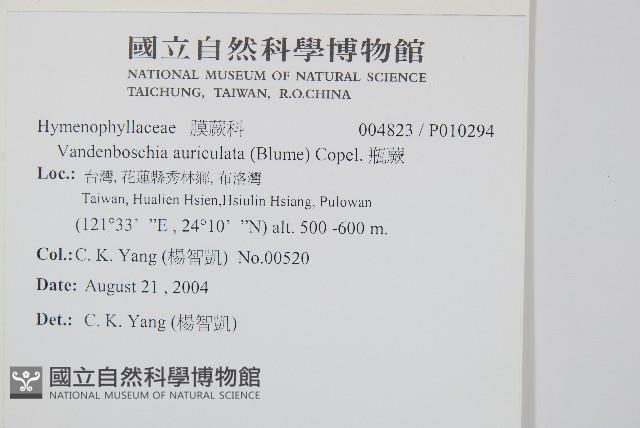 國立自然科學博物館
NATIONAL MUSEUM OF NATURAL SCIENCE
TAICHUNG, TAIWAN, R.O.CHINA
Hymenophyllaceae 膜蕨科 004823 / P010294
Vandenboschia auriculata (Blume) Copel. 瓶蕨
Loc.: 台灣, 花蓮縣秀林鄉, 布洛灣
Taiwan, Hualien Hsien,Hsiulin Hsiang, Pulowan
(121°33' ”E , 24°10' ”N) alt. 500 -600 m.
Col.: C. K. Yang (楊智凱) No.00520
Date: August 21 , 2004
Det.: C. K. Yang (楊智凱)
國立自然科學博物館
NATIONAL MUSEUM OF NATURAL SCIENCE